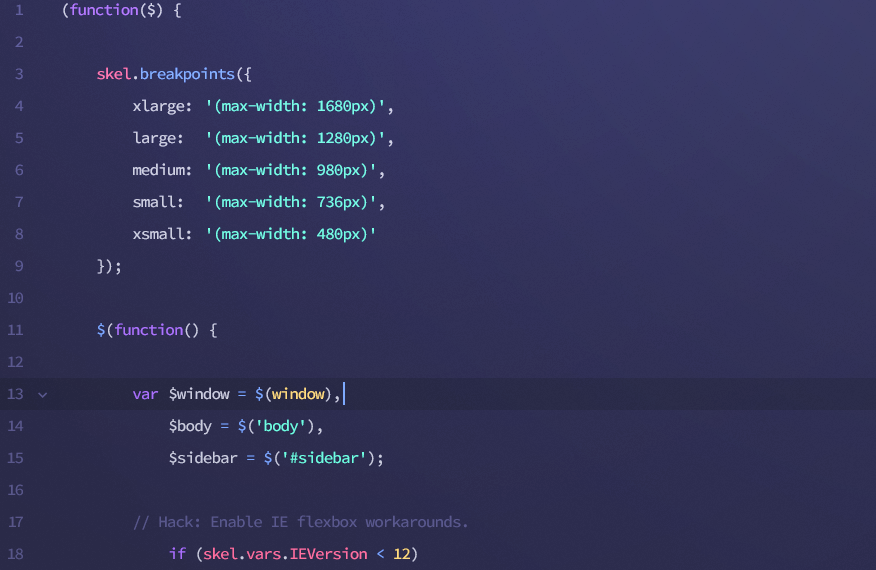 1 (function($) {
2
3 skel.breakpoints({
4 xlarge: '(max-width: 1680px)',
5 large: '(max-width: 1280px)',
6 medium: '(max-width: 980px)',
7 small: '(max-width: 736px)',
8 xsmall: '(max-width: 480px)'
9 });
10
11 $(function() {
12
13 var $window = $(window),
14 $body = $('body'),
15 $sidebar = $('#sidebar');
16
17 // Hack: Enable IE flexbox workarounds.
18 if (skel.vars.IEVersion < 12)